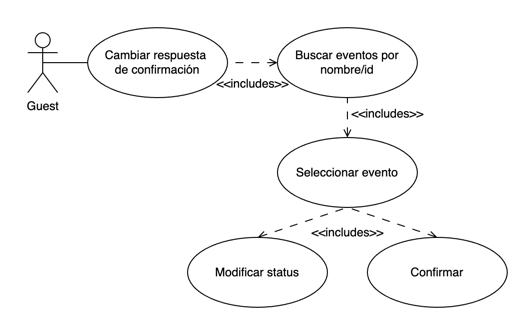 Cambiar respuesta
de confirmación
<<includes>>
Buscar eventos por
nombre/id
Guest
<<includes>>
Seleccionar evento
<<includes>>
Modificar status
Confirmar